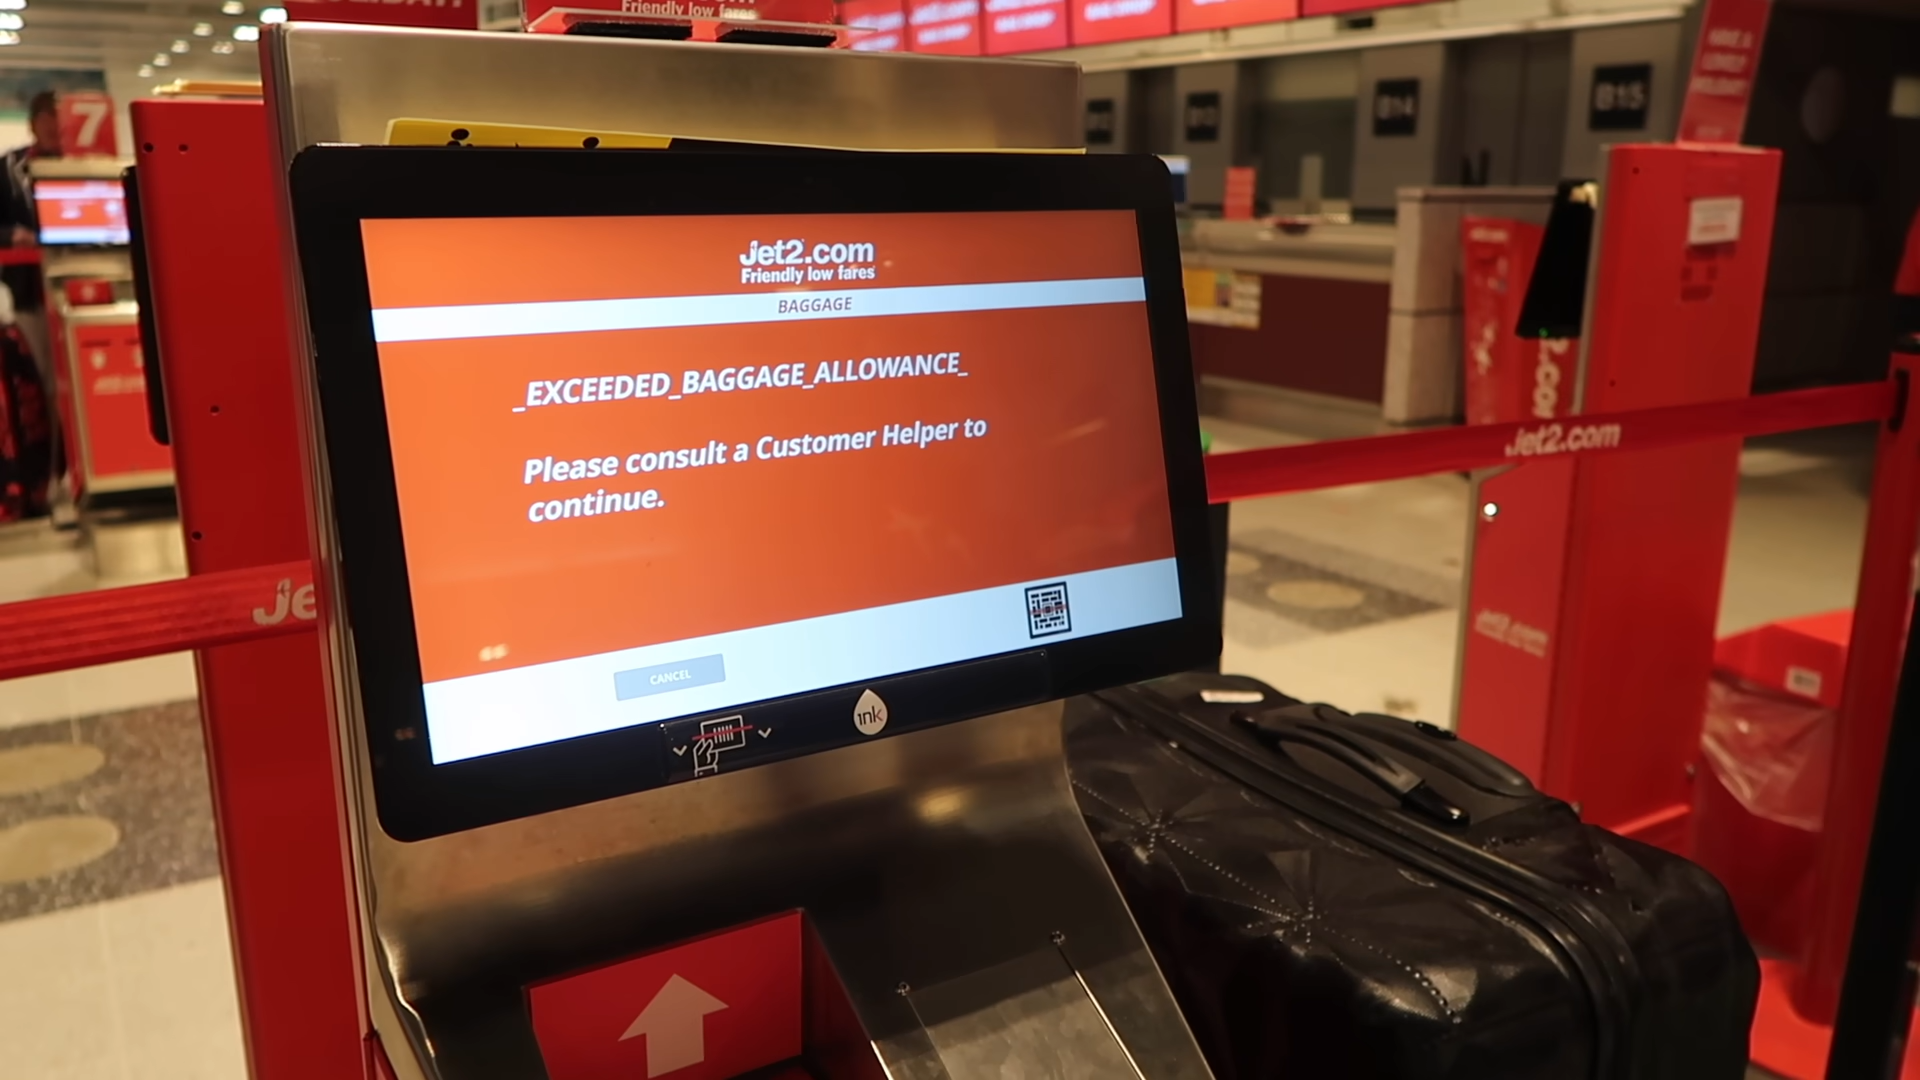 Friendly low fares
7
B14
B15
Jet2.com
Friendly low fares
BAGGAGE
_EXCEEDED_BAGGAGE_ALLOWANCE_
Please consult a Customer Helper to
continue.
CANCEL
ink
Jet2.com
Je